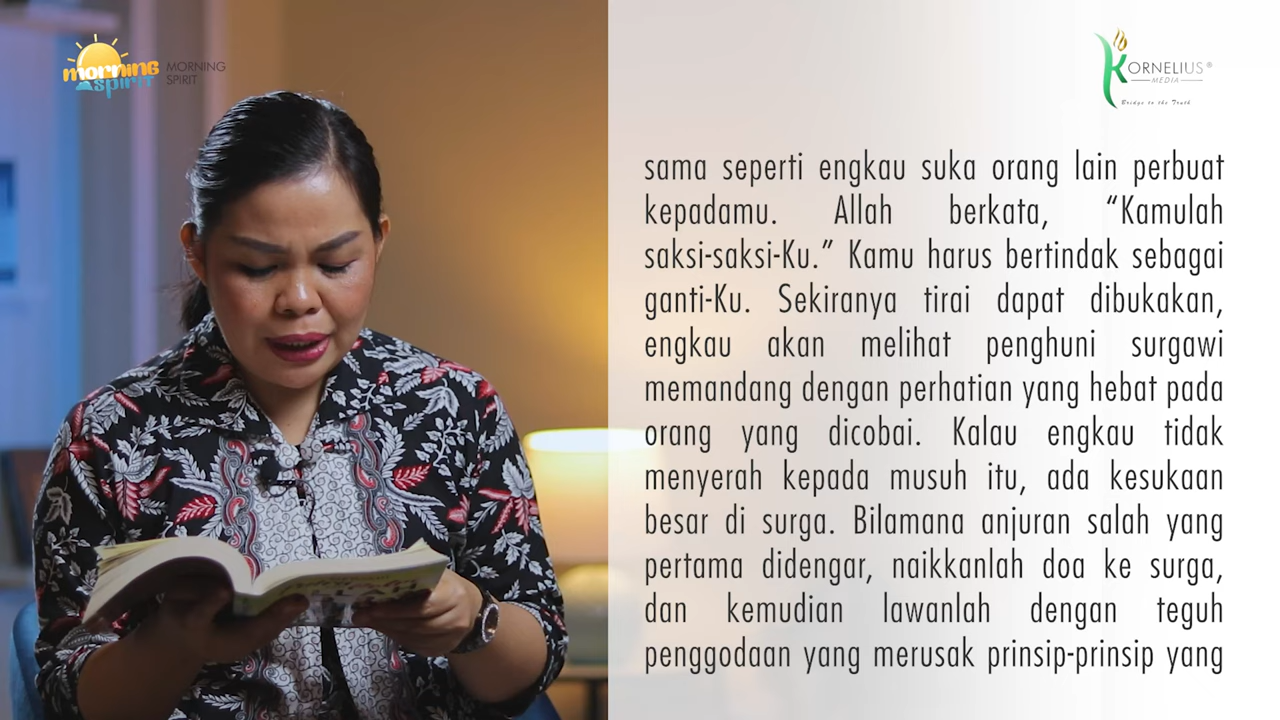 morning
spirit
MORNING
SPIRIT
KORNELIUS®
MEDIA
Bridge to the Truth
sama seperti engkau suka orang lain perbuat
kepadamu. Allah berkata, “Kamulah
saksi-saksi-Ku.” Kamu harus bertindak sebagai
ganti-Ku. Sekiranya tirai dapat dibukakan,
engkau akan melihat penghuni surgawi
memandang dengan perhatian yang hebat pada
orang yang dicobai. Kalau engkau tidak
menyerah kepada musuh itu, ada kesukaan
besar di surga. Bilamana anjuran salah yang
pertama didengar, naikkanlah doa ke surga,
dan kemudian lawanlah dengan teguh
penggodaan yang merusak prinsip-prinsip yang